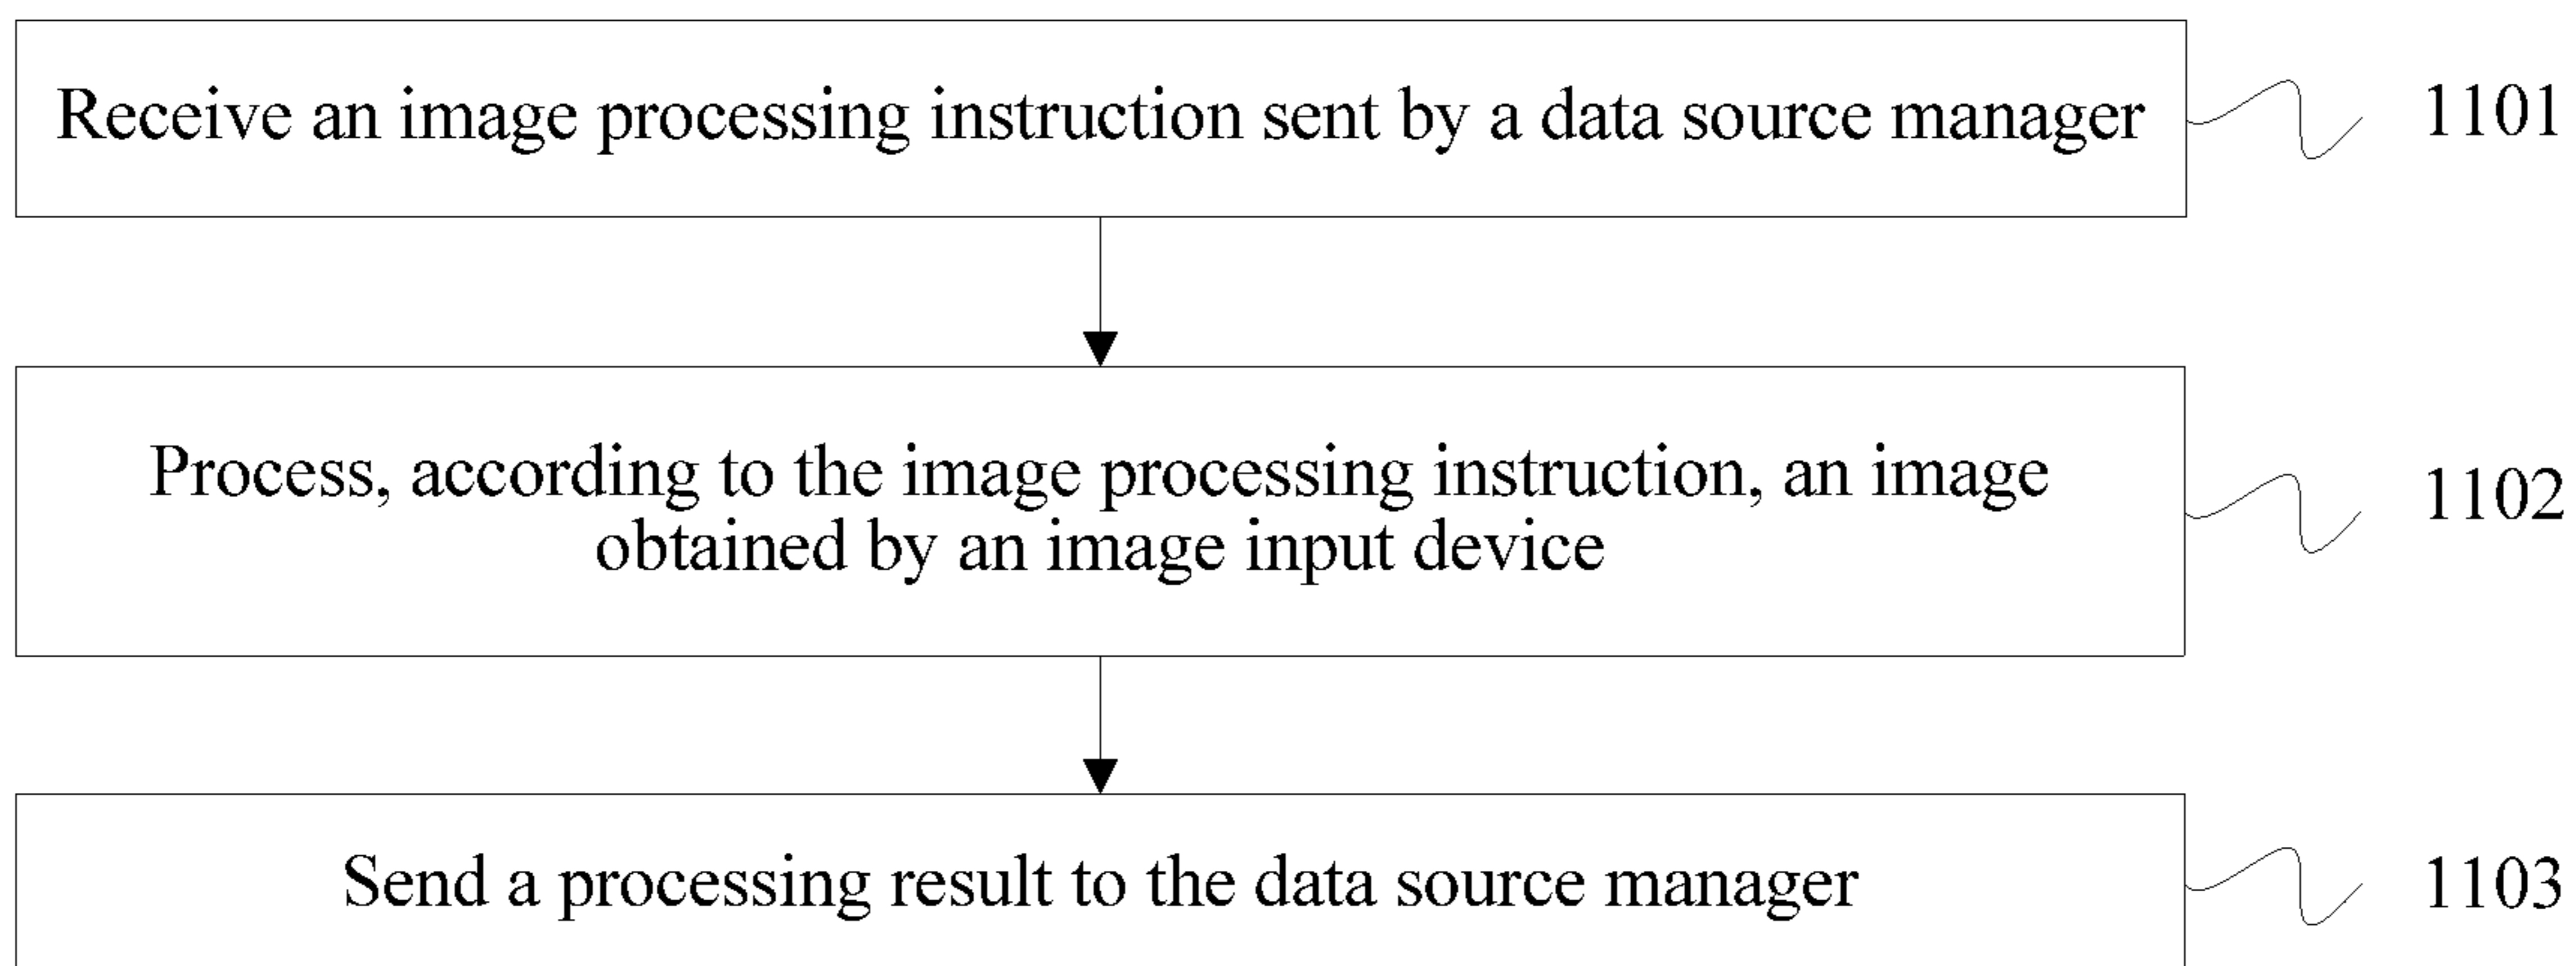 Receive an image processing instruction sent by a data source manager
1101
Process, according to the image processing instruction, an image
obtained by an image input device
1102
Send a processing result to the data source manager
1103